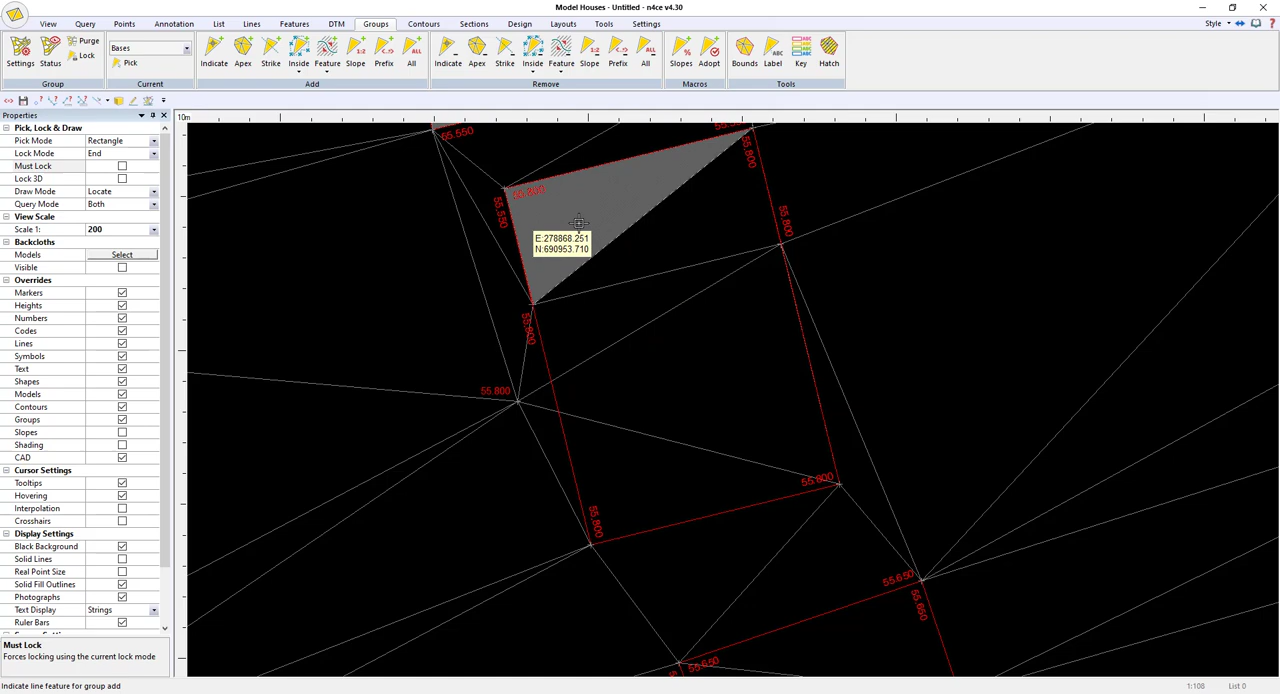 Model Houses - Untitled - n4ce v4.30
View Query Points Annotation List Lines Features DTM Groups Contours Sections Design Layouts Tools Settings
Style
Settings Status Purge Lock
Group
Bases
Pick
Current
Indicate Apex Strike Inside Feature Slope Prefix All
Add
Indicate Apex Strike Inside Feature Slope Prefix All
Remove
Slopes Adopt
Macros
Bounds Label Key Hatch
Tools
Properties
10m
Pick, Lock & Draw
Pick Mode Rectangle
Lock Mode End
Must Lock
Lock 3D
Draw Mode Locate
Query Mode Both
View Scale
Scale 1: 200
Backcloths
Models Select
Visible
Overrides
Markers
Heights
Numbers
Codes
Lines
Symbols
Text
Shapes
Models
Contours
Groups
Slopes
Shading
CAD
Cursor Settings
Tooltips
Hovering
Interpolation
Crosshairs
Display Settings
Black Background
Solid Lines
Real Point Size
Solid Fill Outlines
Photographs
Text Display Strings
Ruler Bars
Must Lock
Forces locking using the current lock mode
55.800
55.550
55.800
55.800
E:278868.251
N:690953.710
55.800
55.800
55.800
55.800
55.650
55.650
55.550
Indicate line feature for group add
1:108 List 0